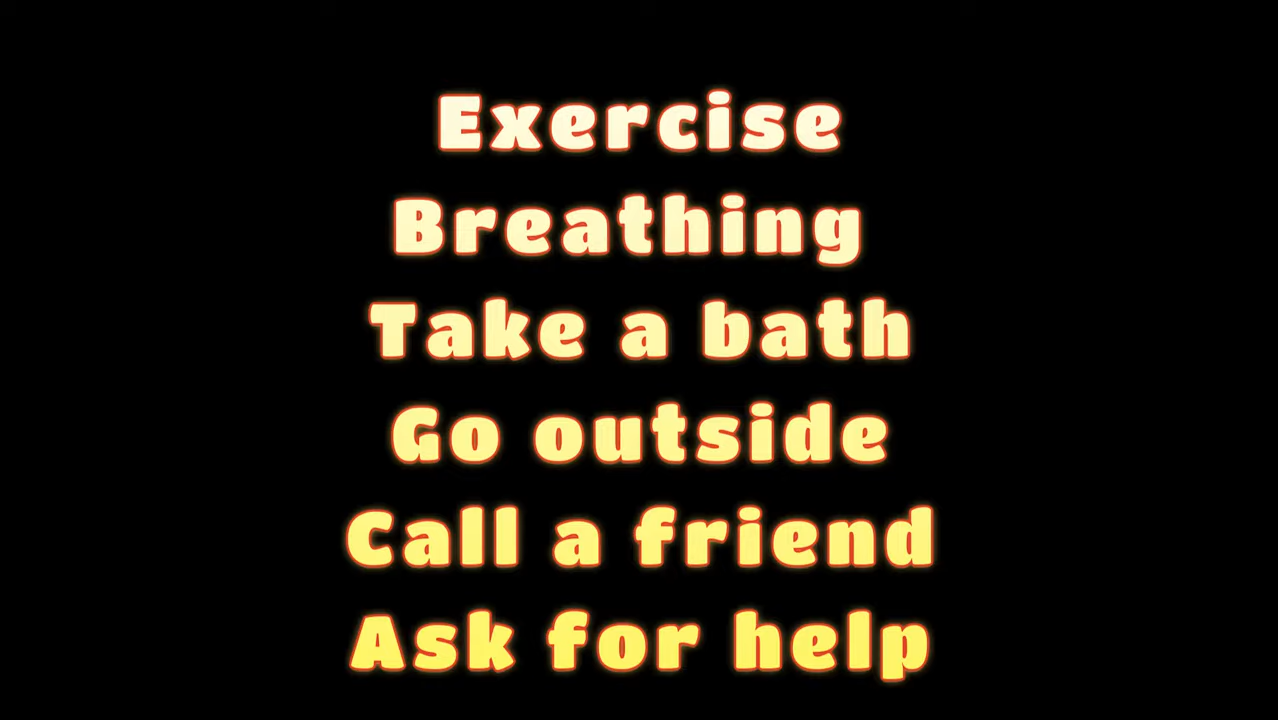 Exercise
Breathing
Take a bath
Go outside
Call a friend
Ask for help